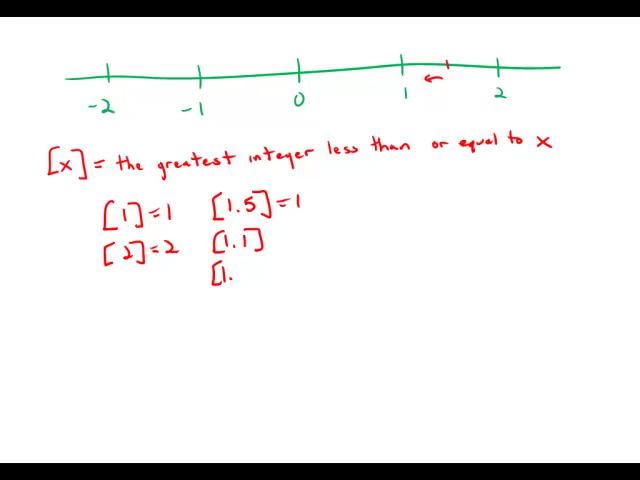 -2 -1 0 1 2
[x] = the greatest integer less than or equal to x
[1] = 1 [1.5] = 1
[2] = 2 [1.1]
[1.